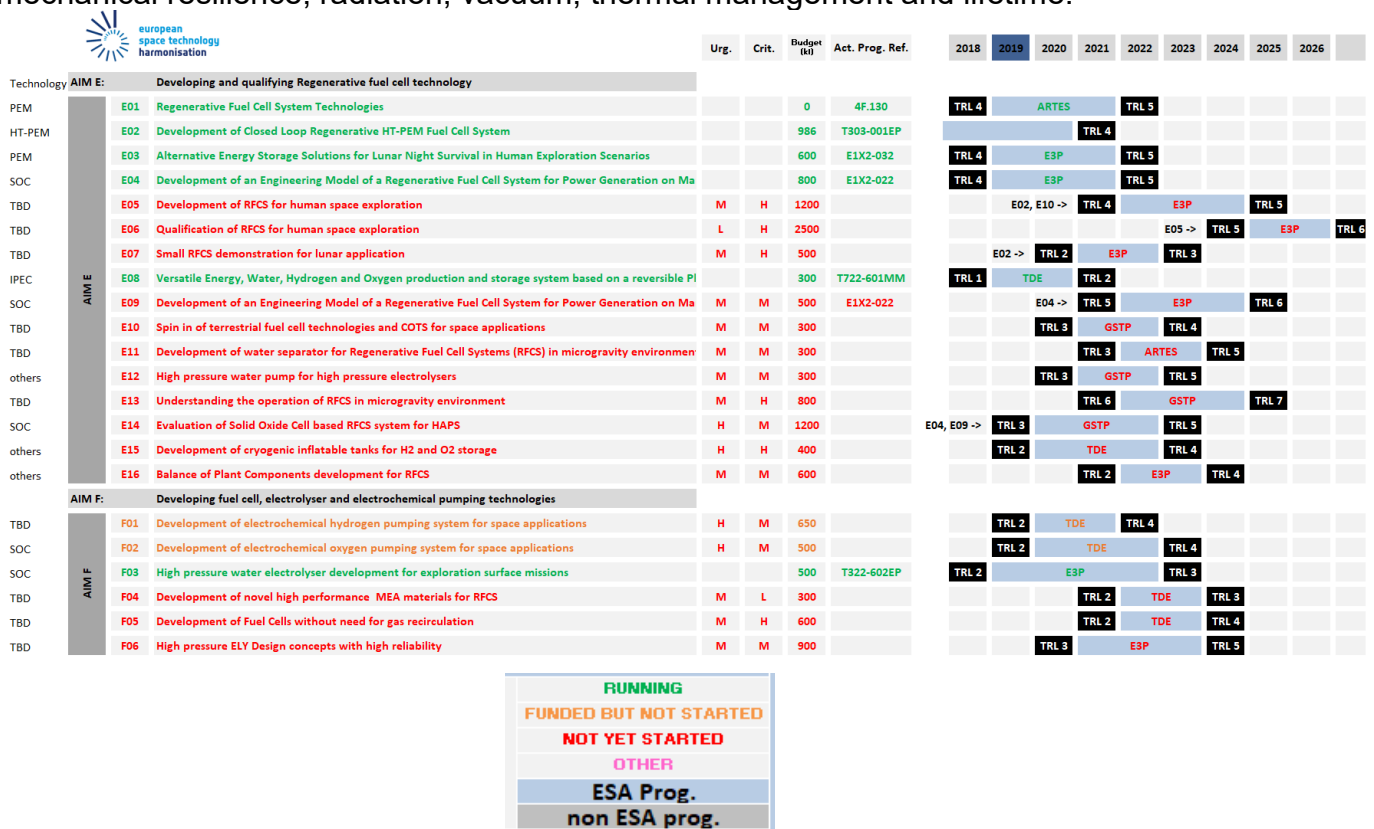 mechanical resilience, radiation, vacuum, thermal management and lifetime.
european
space technology
harmonisation
Urg. Crit. Budget (k€) Act. Prog. Ref. 2018 2019 2020 2021 2022 2023 2024 2025 2026
Technology AIM E: Developing and qualifying Regenerative fuel cell technology
PEM E01 Regenerative Fuel Cell System Technologies 0 4F.130 TRL 4 ARTES TRL 5
HT-PEM E02 Development of Closed Loop Regenerative HT-PEM Fuel Cell System 986 T303-001EP TRL 4
PEM E03 Alternative Energy Storage Solutions for Lunar Night Survival in Human Exploration Scenarios 600 E1X2-032 TRL 4 E3P TRL 5
SOC E04 Development of an Engineering Model of a Regenerative Fuel Cell System for Power Generation on Ma 800 E1X2-022 TRL 4 E3P TRL 5
TBD E05 Development of RFCS for human space exploration M H 1200 E02, E10 -> TRL 4 E3P TRL 5
TBD E06 Qualification of RFCS for human space exploration L H 2500 E05 -> TRL 5 E3P TRL 6
TBD E07 Small RFCS demonstration for lunar application M H 500 E02 -> TRL 2 E3P TRL 3
IPEC E08 Versatile Energy, Water, Hydrogen and Oxygen production and storage system based on a reversible Pl 300 T722-601MM TRL 1 TDE TRL 2
SOC E09 Development of an Engineering Model of a Regenerative Fuel Cell System for Power Generation on Ma M M 500 E1X2-022 E04 -> TRL 5 E3P TRL 6
TBD E10 Spin in of terrestrial fuel cell technologies and COTS for space applications M M 300 TRL 3 GSTP TRL 4
TBD E11 Development of water separator for Regenerative Fuel Cell Systems (RFCS) in microgravity environmen M M 300 TRL 3 ARTES TRL 5
others E12 High pressure water pump for high pressure electrolysers M M 300 TRL 3 GSTP TRL 5
TBD E13 Understanding the operation of RFCS in microgravity environment M H 800 TRL 6 GSTP TRL 7
SOC E14 Evaluation of Solid Oxide Cell based RFCS system for HAPS H M 1200 E04, E09 -> TRL 3 GSTP TRL 5
others E15 Development of cryogenic inflatable tanks for H2 and O2 storage H H 400 TRL 2 TDE TRL 4
others E16 Balance of Plant Components development for RFCS M M 600 TRL 2 E3P TRL 4
AIM E
AIM F: Developing fuel cell, electrolyser and electrochemical pumping technologies
TBD F01 Development of electrochemical hydrogen pumping system for space applications H M 650 TRL 2 TDE TRL 4
SOC F02 Development of electrochemical oxygen pumping system for space applications H M 500 TRL 2 TDE TRL 4
SOC F03 High pressure water electrolyser development for exploration surface missions 500 T322-602EP TRL 2 E3P TRL 3
TBD F04 Development of novel high performance MEA materials for RFCS M L 300 TRL 2 TDE TRL 3
TBD F05 Development of Fuel Cells without need for gas recirculation M H 600 TRL 2 TDE TRL 4
TBD F06 High pressure ELY Design concepts with high reliability M M 900 TRL 3 E3P TRL 5
AIM F
RUNNING
FUNDED BUT NOT STARTED
NOT YET STARTED
OTHER
ESA Prog.
non ESA prog.